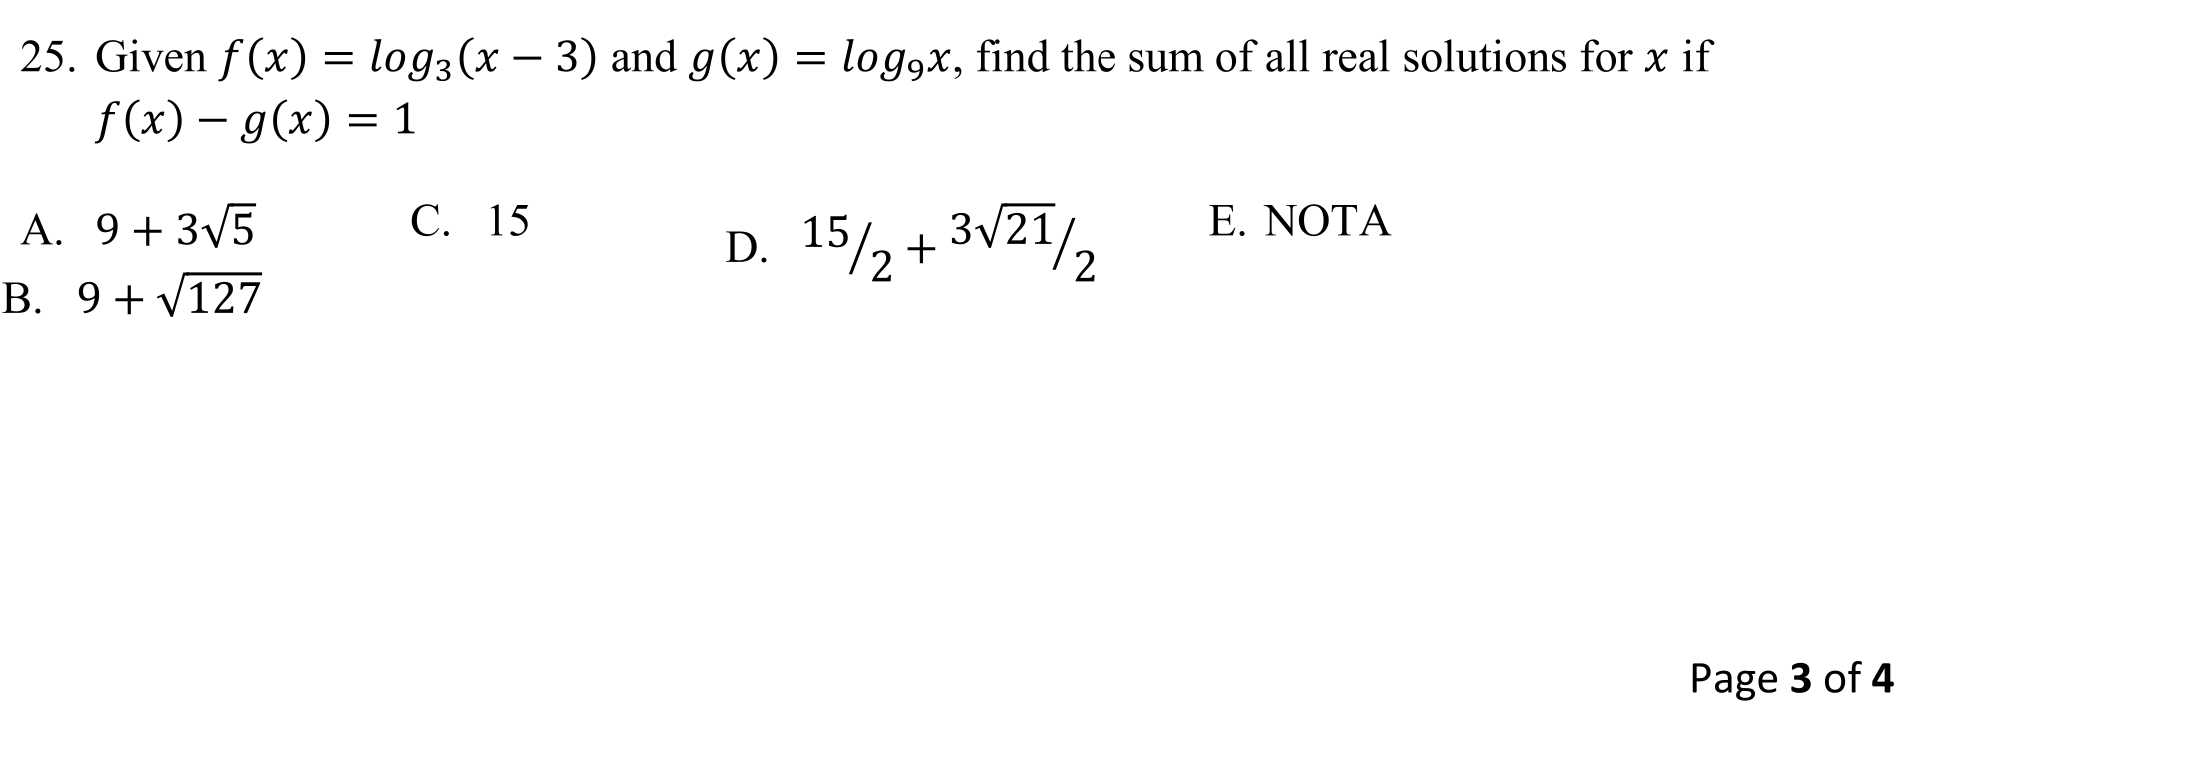 25. Given f(x) = log₃(x − 3) and g(x) = log₉x, find the sum of all real solutions for x if
f(x) − g(x) = 1
A. 9 + 3√5
B. 9 + √127
C. 15
D. 15/2 + 3√21/2
E. NOTA
Page 3 of 4